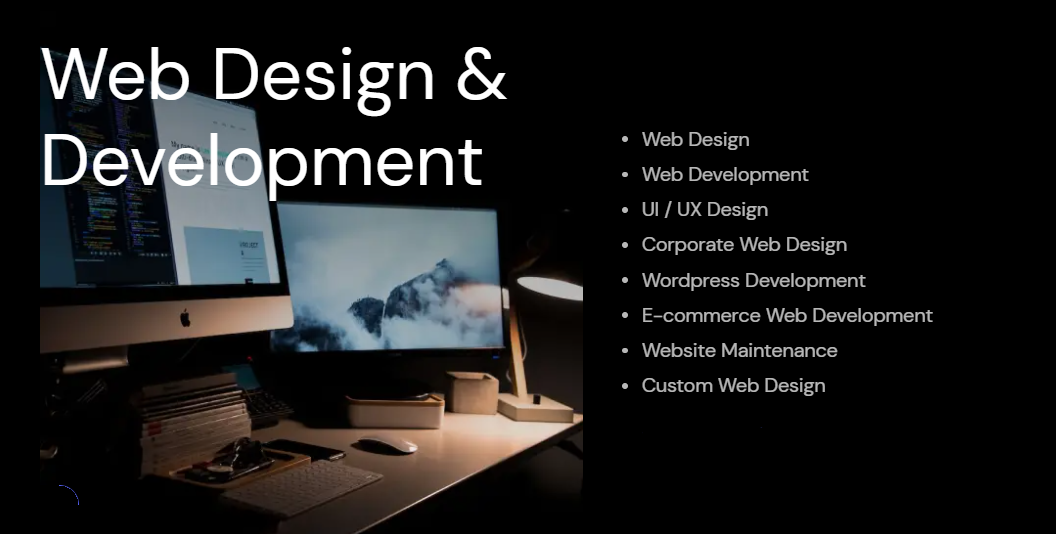 Web Design &
Development
Web Design
Web Development
UI / UX Design
Corporate Web Design
Wordpress Development
E-commerce Web Development
Website Maintenance
Custom Web Design